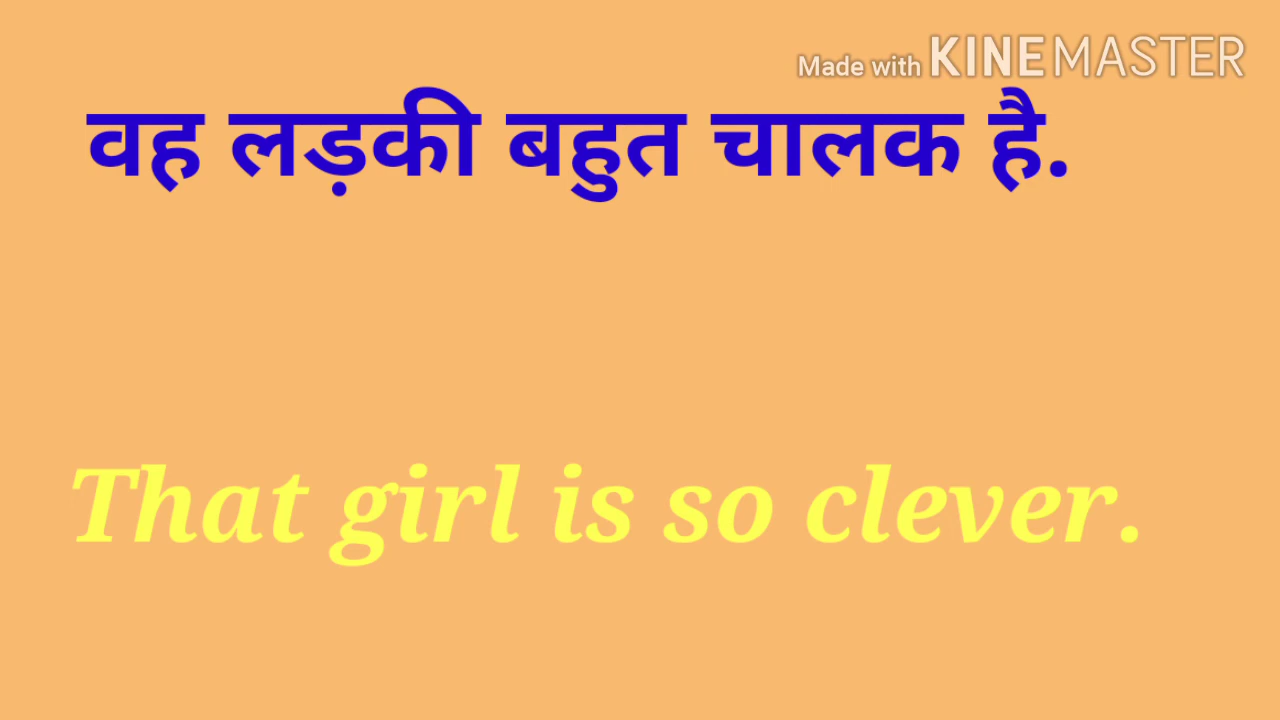 Made with KINEMASTER
वह लड़की बहुत चालक है.
That girl is so clever.